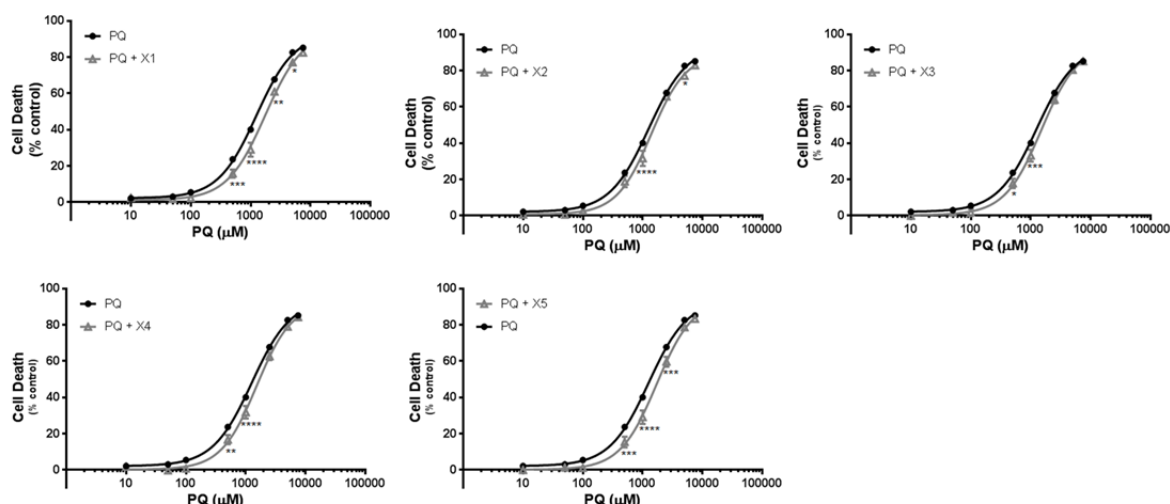 PQ
PQ + X1
Cell Death
(% control)
100
80
60
40
20
0
*
**
****
***
10 100 1000 10000 100000
PQ (μM)
PQ
PQ + X2
Cell Death
(% control)
100
80
60
40
20
0
*
****
10 100 1000 10000 100000
PQ (μM)
PQ
PQ + X3
Cell Death
(% control)
100
80
60
40
20
0
***
*
10 100 1000 10000 100000
PQ (μM)
PQ
PQ + X4
Cell Death
(% control)
100
80
60
40
20
0
****
**
10 100 1000 10000 100000
PQ (μM)
PQ + X5
PQ
Cell Death
(% control)
100
80
60
40
20
0
***
****
***
10 100 1000 10000 100000
PQ (μM)